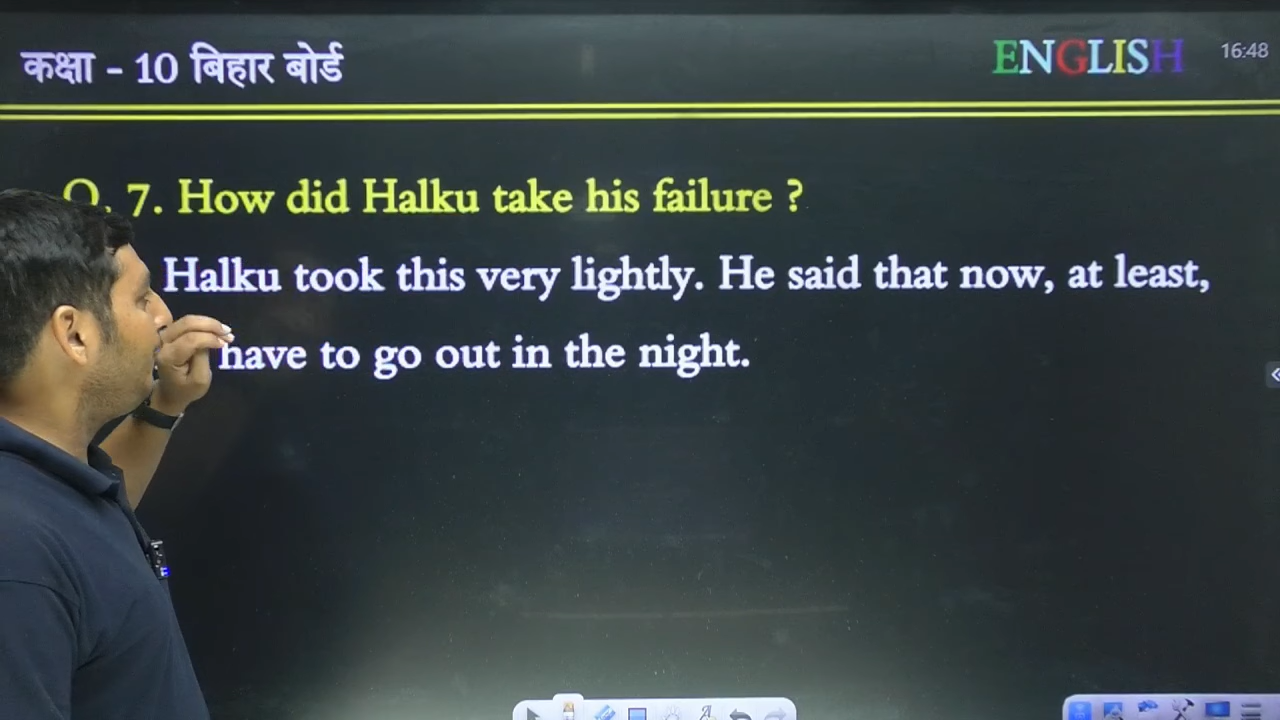 कक्षा - 10 बिहार बोर्ड
ENGLISH
16:48
Q. 7. How did Halku take his failure ?
Halku took this very lightly. He said that now, at least,
have to go out in the night.